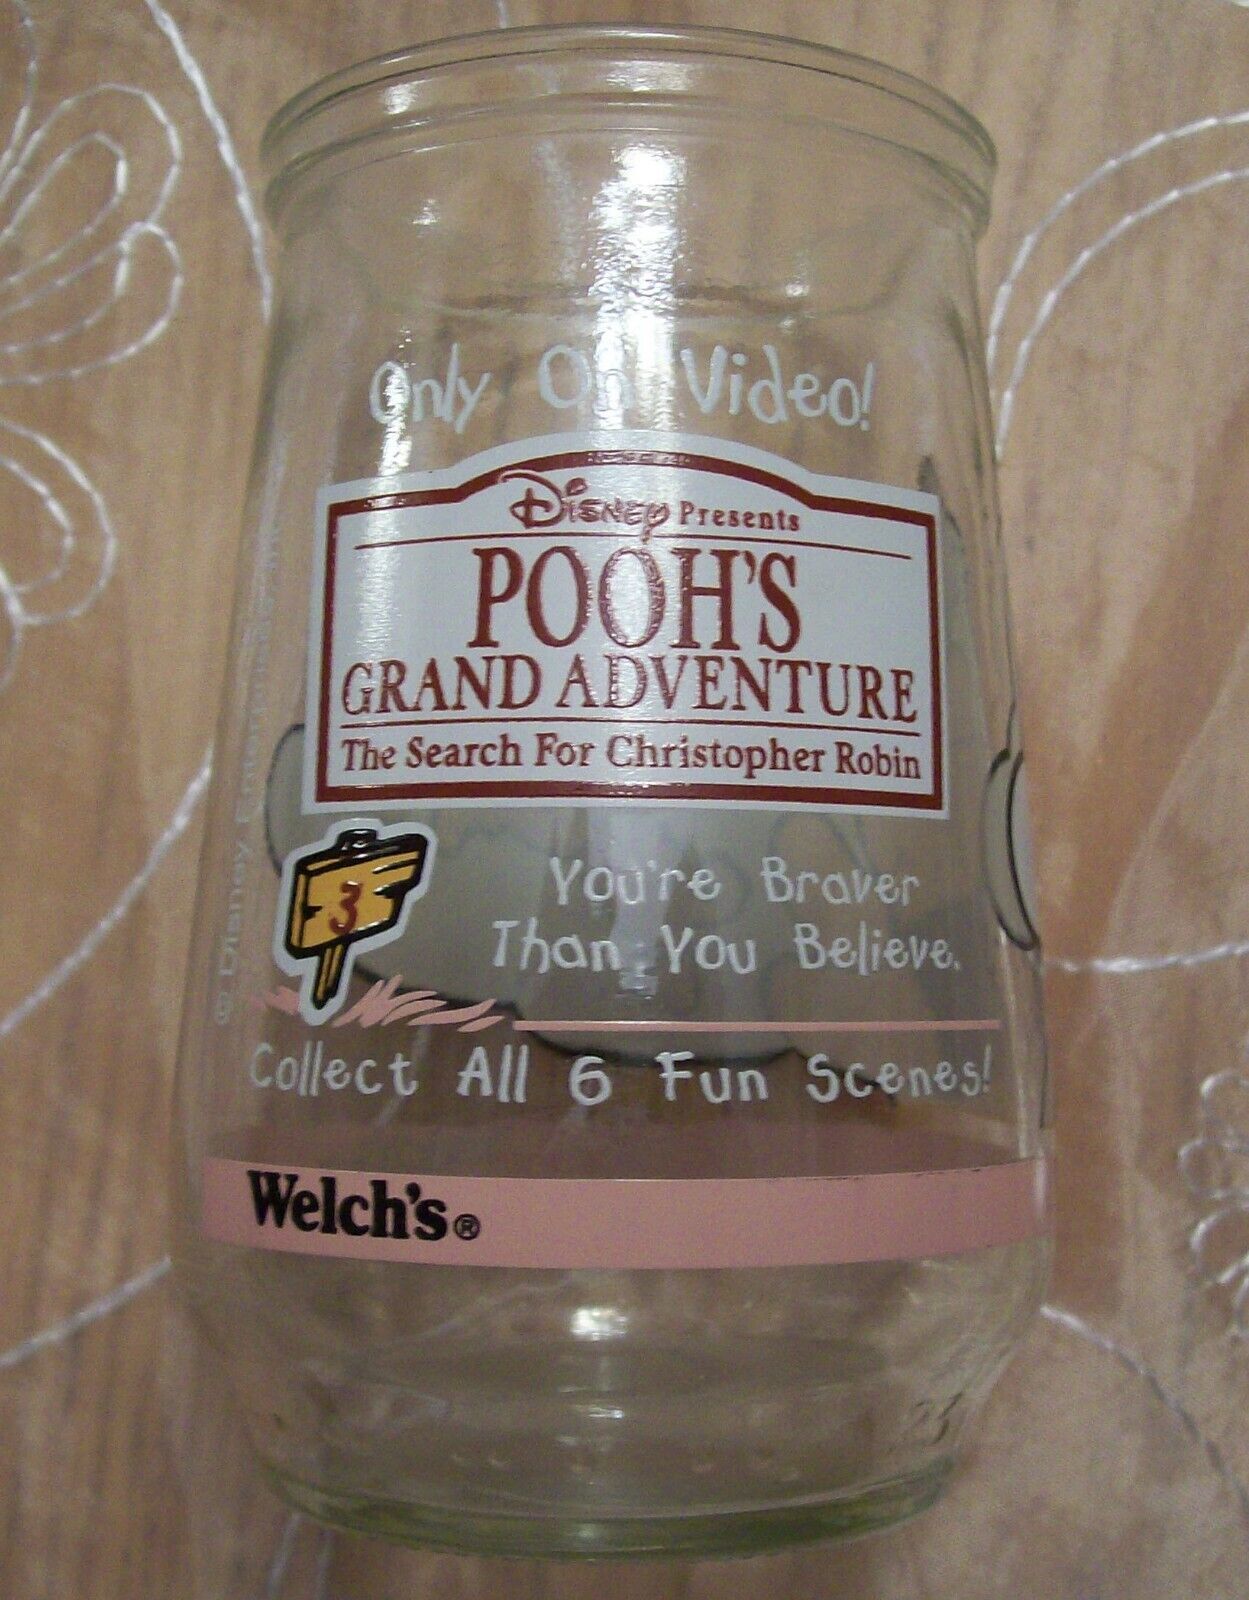 Only On Video!
Disney Presents
POOH'S
GRAND ADVENTURE
The Search For Christopher Robin
3
You're Braver
Than You Believe.
Collect All 6 Fun Scenes!
Welch's®
© Disney